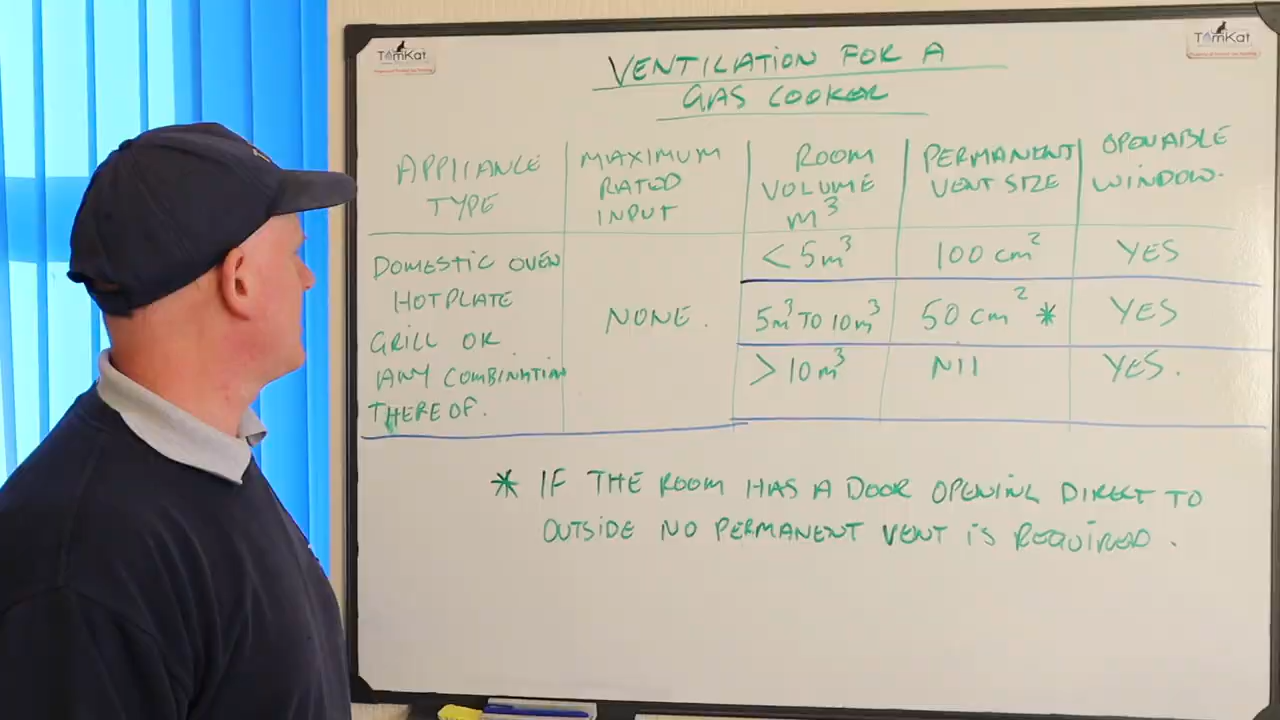 TomKat
TomKat
VENTILATION FOR A
GAS COOKER
APPLIANCE
TYPE
MAXIMUM
RATED
INPUT
ROOM
VOLUME
m³
PERMANENT
VENT SIZE
OPENABLE
WINDOW.
DOMESTIC OVEN
HOTPLATE
GRILL OR
ANY COMBINATION
THEREOF.
NONE.
< 5m³
100 cm²
YES
5m³ TO 10m³
50 cm² *
YES
> 10m³
NIl
YES.
* IF THE ROOM HAS A DOOR OPENING DIRECT TO
OUTSIDE NO PERMANENT VENT iS REQUiRED.